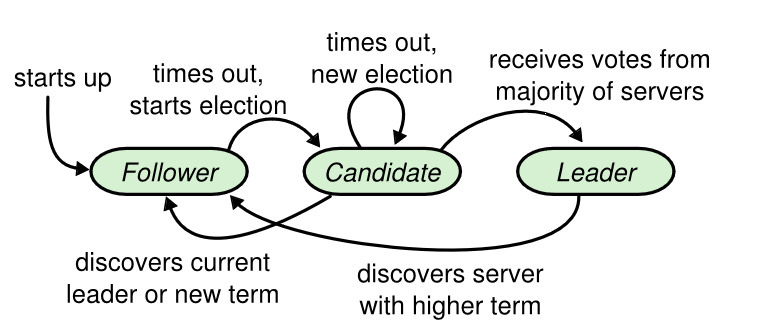 starts up
times out,
starts election
times out,
new election
receives votes from
majority of servers
Follower
Candidate
Leader
discovers current
leader or new term
discovers server
with higher term